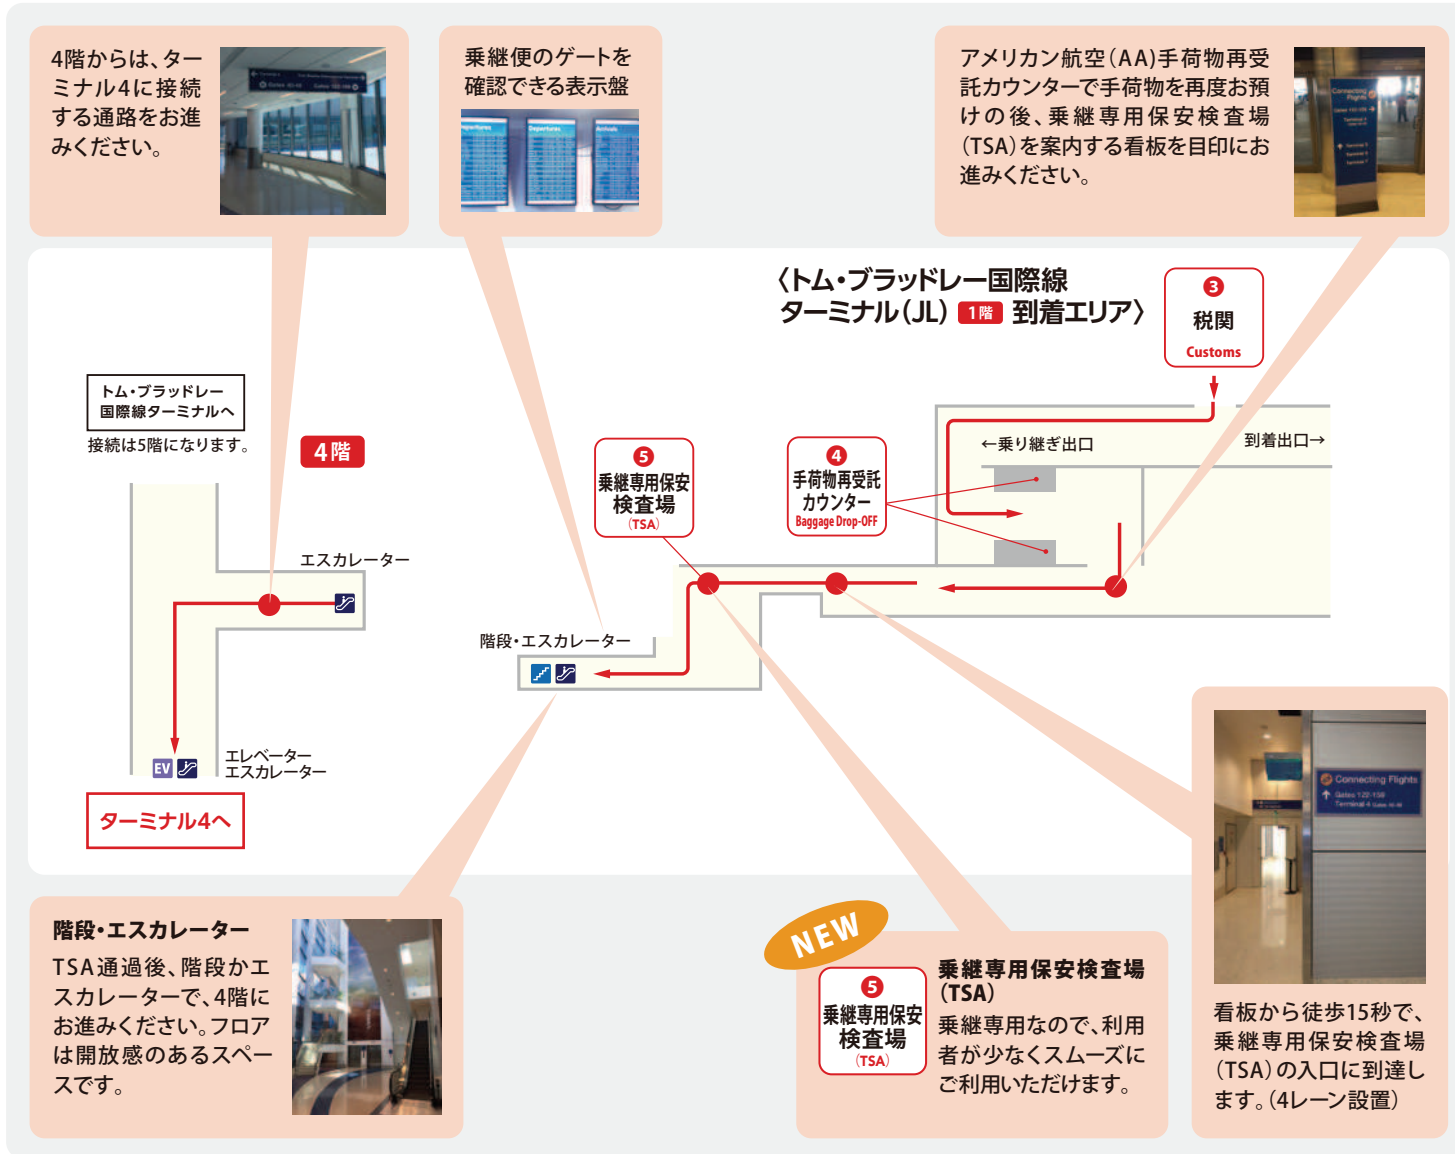 4階からは、ター
ミナル4に接続
する通路をお進
みください。
乗継便のゲートを
確認できる表示盤
Departures
Departures
Arrivals
アメリカン航空(AA)手荷物再受
託カウンターで手荷物を再度お預
けの後、乗継専用保安検査場
(TSA)を案内する看板を目印にお
進みください。
Connecting
Flights
〈トム・ブラッドレー国際線
ターミナル(JL) 1階 到着エリア〉
3
税関
Customs
トム・ブラッドレー
国際線ターミナルへ
接続は5階になります。
4階
5
乗継専用保安
検査場
(TSA)
4
手荷物再受託
カウンター
Baggage Drop-OFF
←乗り継ぎ出口
到着出口→
エスカレーター
階段・エスカレーター
EV
エレベーター
エスカレーター
ターミナル4へ
Connecting Flights
Gates 122-159
Terminal 4
階段・エスカレーター
TSA通過後、階段かエ
スカレーターで、4階に
お進みください。フロア
は開放感のあるスペー
スです。
NEW
5
乗継専用保安
検査場
(TSA)
乗継専用保安検査場
(TSA)
乗継専用なので、利用
者が少なくスムーズに
ご利用いただけます。
看板から徒歩15秒で、
乗継専用保安検査場
(TSA)の入口に到達し
ます。(4レーン設置)